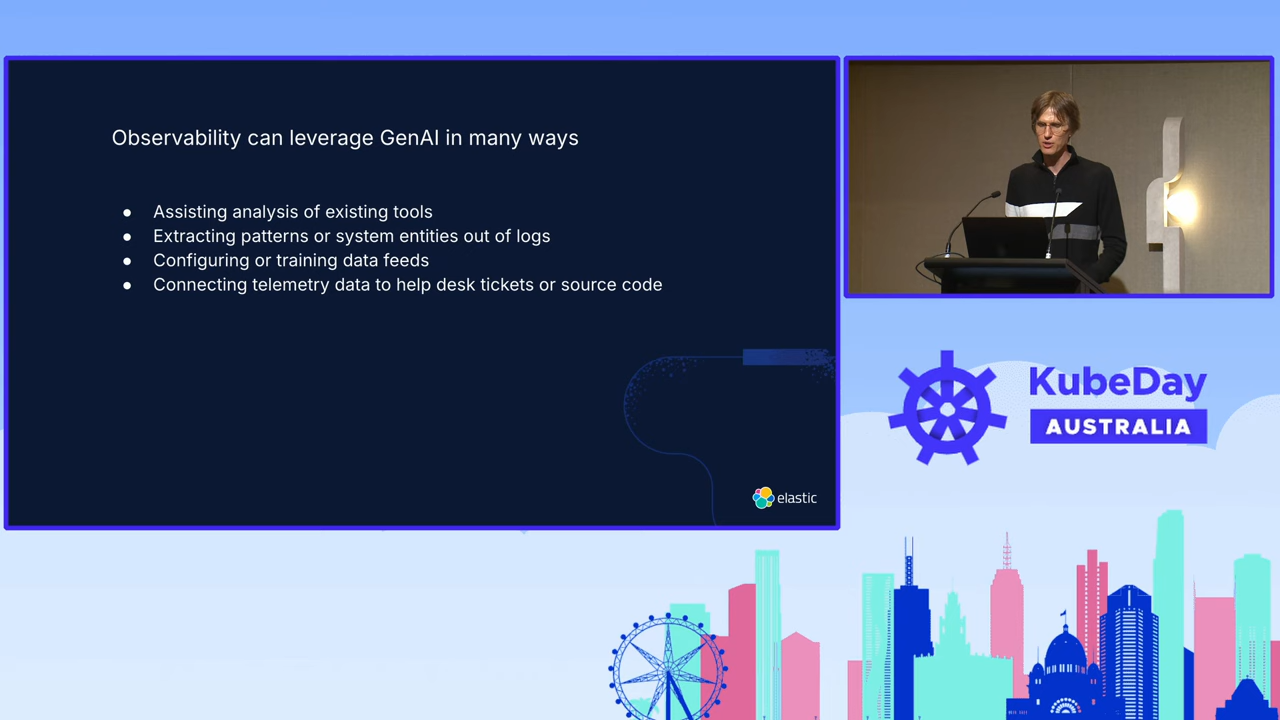 Observability can leverage GenAI in many ways
● Assisting analysis of existing tools
● Extracting patterns or system entities out of logs
● Configuring or training data feeds
● Connecting telemetry data to help desk tickets or source code
elastic
KubeDay
AUSTRALIA